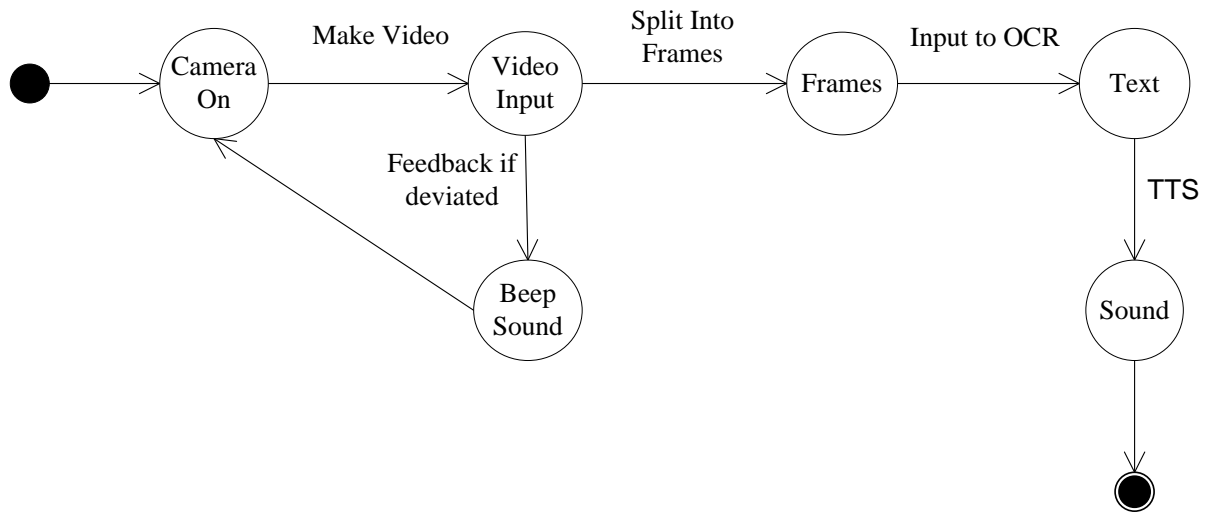 Camera
On
Make Video
Video
Input
Split Into
Frames
Frames
Input to OCR
Text
Feedback if
deviated
TTS
Beep
Sound
Sound